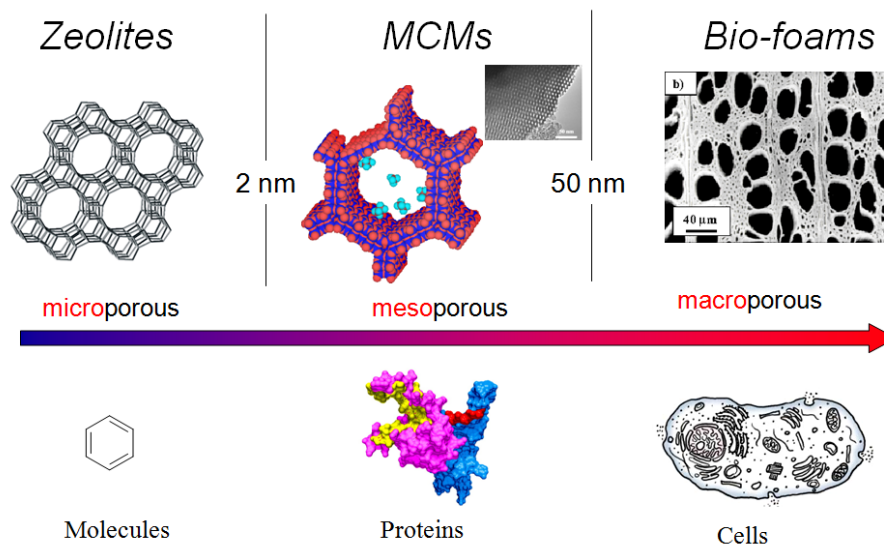 Zeolites
MCMs
Bio-foams
b)
2 nm
50 nm
40 μm
microporous
mesoporous
macroporous
Molecules
Proteins
Cells